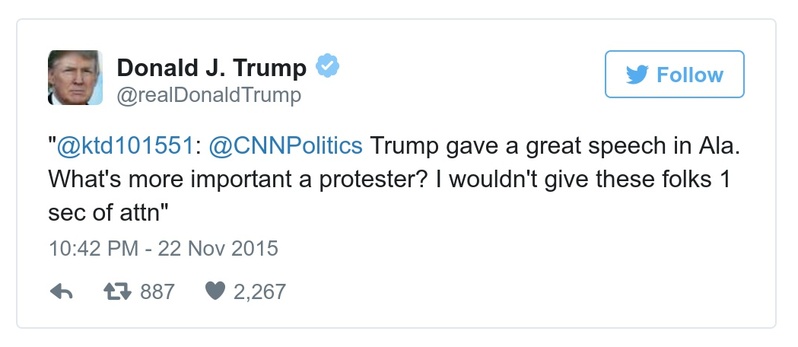 Donald J. Trump
@realDonaldTrump
Follow
"@ktd101551: @CNNPolitics Trump gave a great speech in Ala.
What's more important a protester? I wouldn't give these folks 1
sec of attn"
10:42 PM - 22 Nov 2015
887 2,267